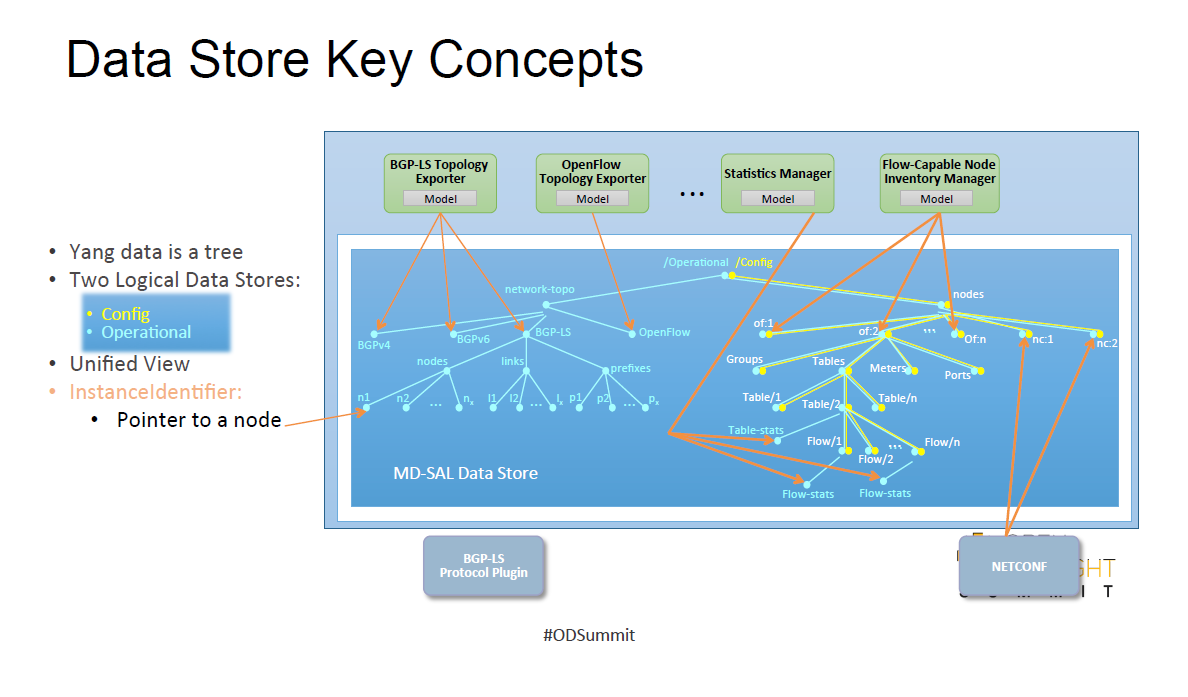 Data Store Key Concepts
• Yang data is a tree
• Two Logical Data Stores:
• Config
• Operational
• Unified View
• InstanceIdentifier:
• Pointer to a node
BGP-LS Topology
Exporter
Model
OpenFlow
Topology Exporter
Model
...
Statistics Manager
Model
Flow-Capable Node
Inventory Manager
Model
/Operational /Config
network-topo
nodes
BGPv4
BGPv6
BGP-LS
OpenFlow
of:1
of:2
...
Of:n
nc:1
nc:2
nodes
links
prefixes
Groups
Tables
Meters
Ports
n1
n2
...
nx
l1
l2
...
lx
p1
p2
...
px
Table/1
Table/2
Table/n
Table-stats
Flow/1
Flow/2
...
Flow/n
Flow-stats
Flow-stats
MD-SAL Data Store
BGP-LS
Protocol Plugin
NETCONF
GHT
I T
#ODSummit